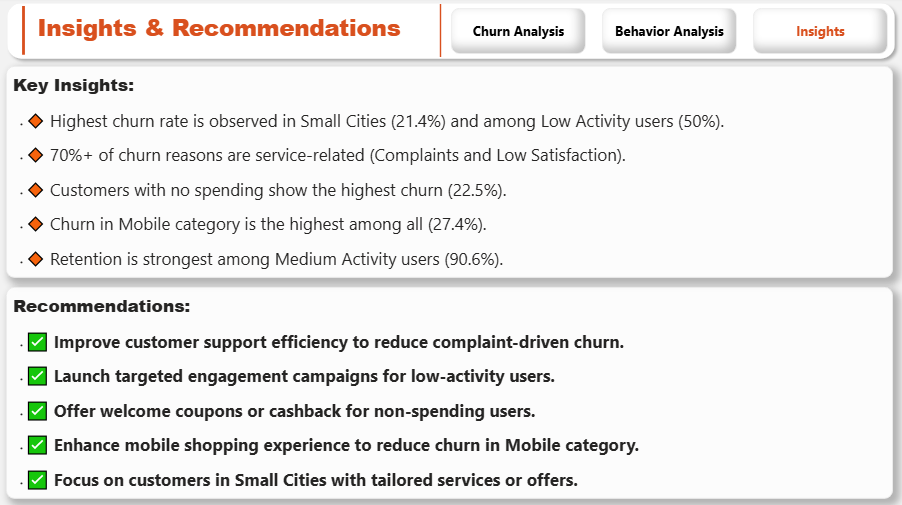 Insights & Recommendations
Churn Analysis
Behavior Analysis
Insights
Key Insights:
Highest churn rate is observed in Small Cities (21.4%) and among Low Activity users (50%).
70%+ of churn reasons are service-related (Complaints and Low Satisfaction).
Customers with no spending show the highest churn (22.5%).
Churn in Mobile category is the highest among all (27.4%).
Retention is strongest among Medium Activity users (90.6%).
Recommendations:
Improve customer support efficiency to reduce complaint-driven churn.
Launch targeted engagement campaigns for low-activity users.
Offer welcome coupons or cashback for non-spending users.
Enhance mobile shopping experience to reduce churn in Mobile category.
Focus on customers in Small Cities with tailored services or offers.